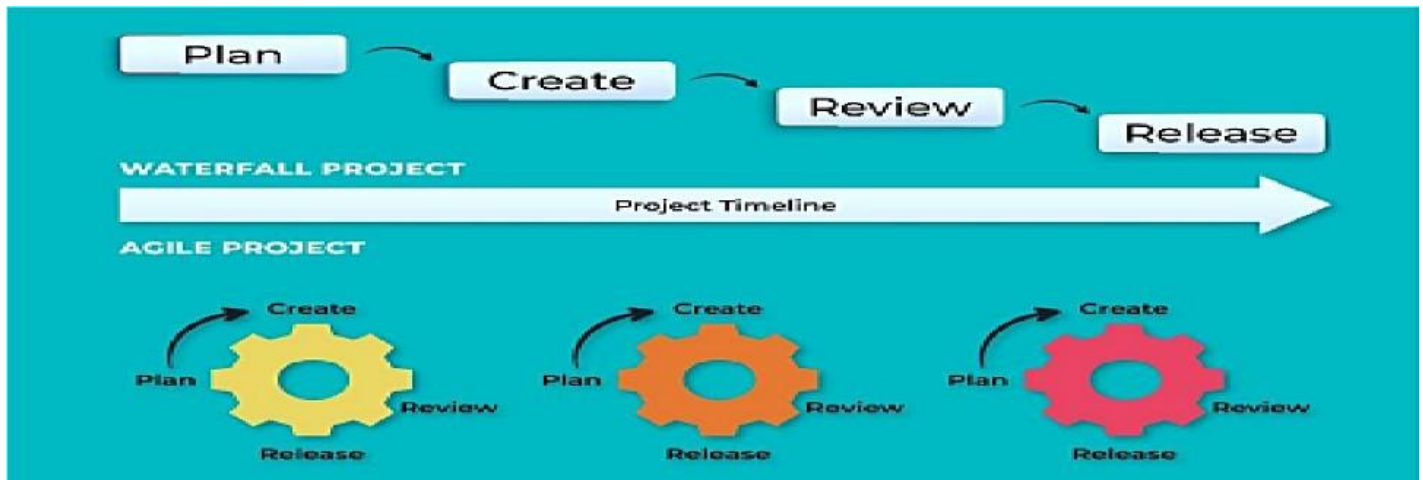 Plan
Create
Review
Release
WATERFALL PROJECT
Project Timeline
AGILE PROJECT
Create
Plan
Review
Release
Create
Plan
Review
Release
Create
Plan
Review
Release